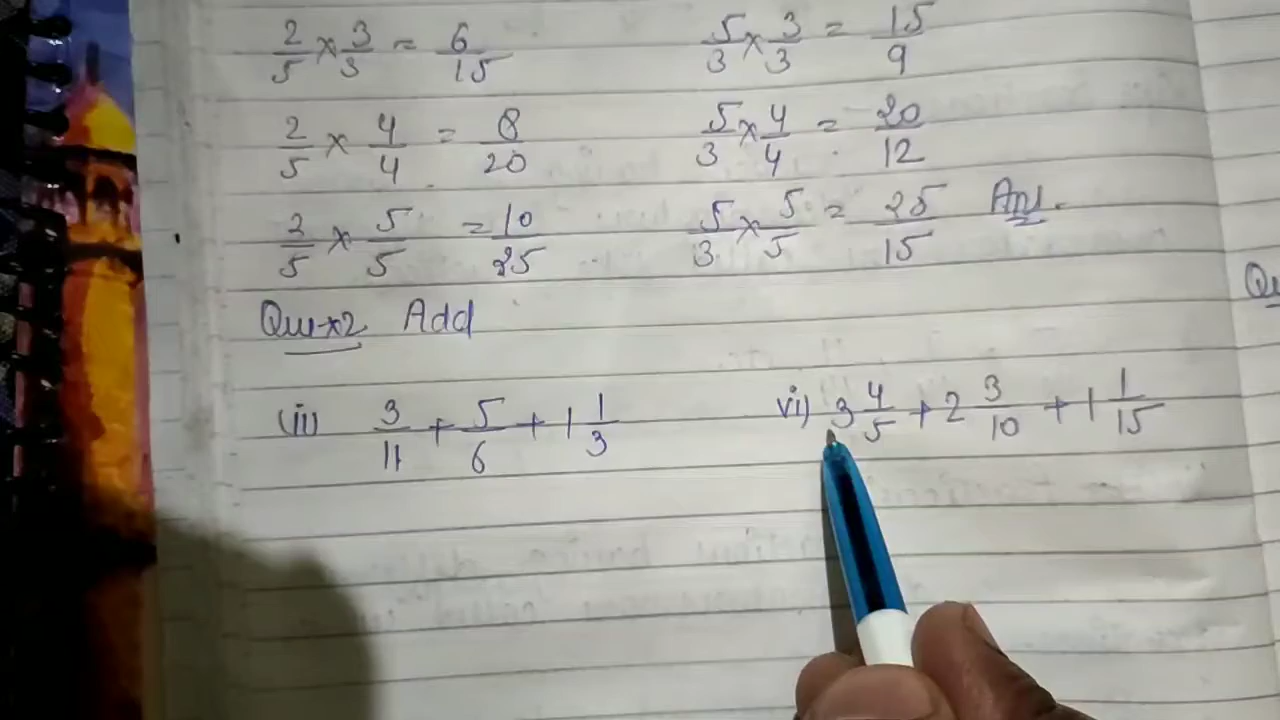 2/5 × 3/3 = 6/15    5/3 × 3/3 = 15/9
2/5 × 4/4 = 8/20    5/3 × 4/4 = 20/12
2/5 × 5/5 = 10/25    5/3 × 5/5 = 25/15 Ans.
Que-2 Add
(ii) 3/11 + 5/6 + 1 1/3    vi) 3 4/5 + 2 3/10 + 1 1/15